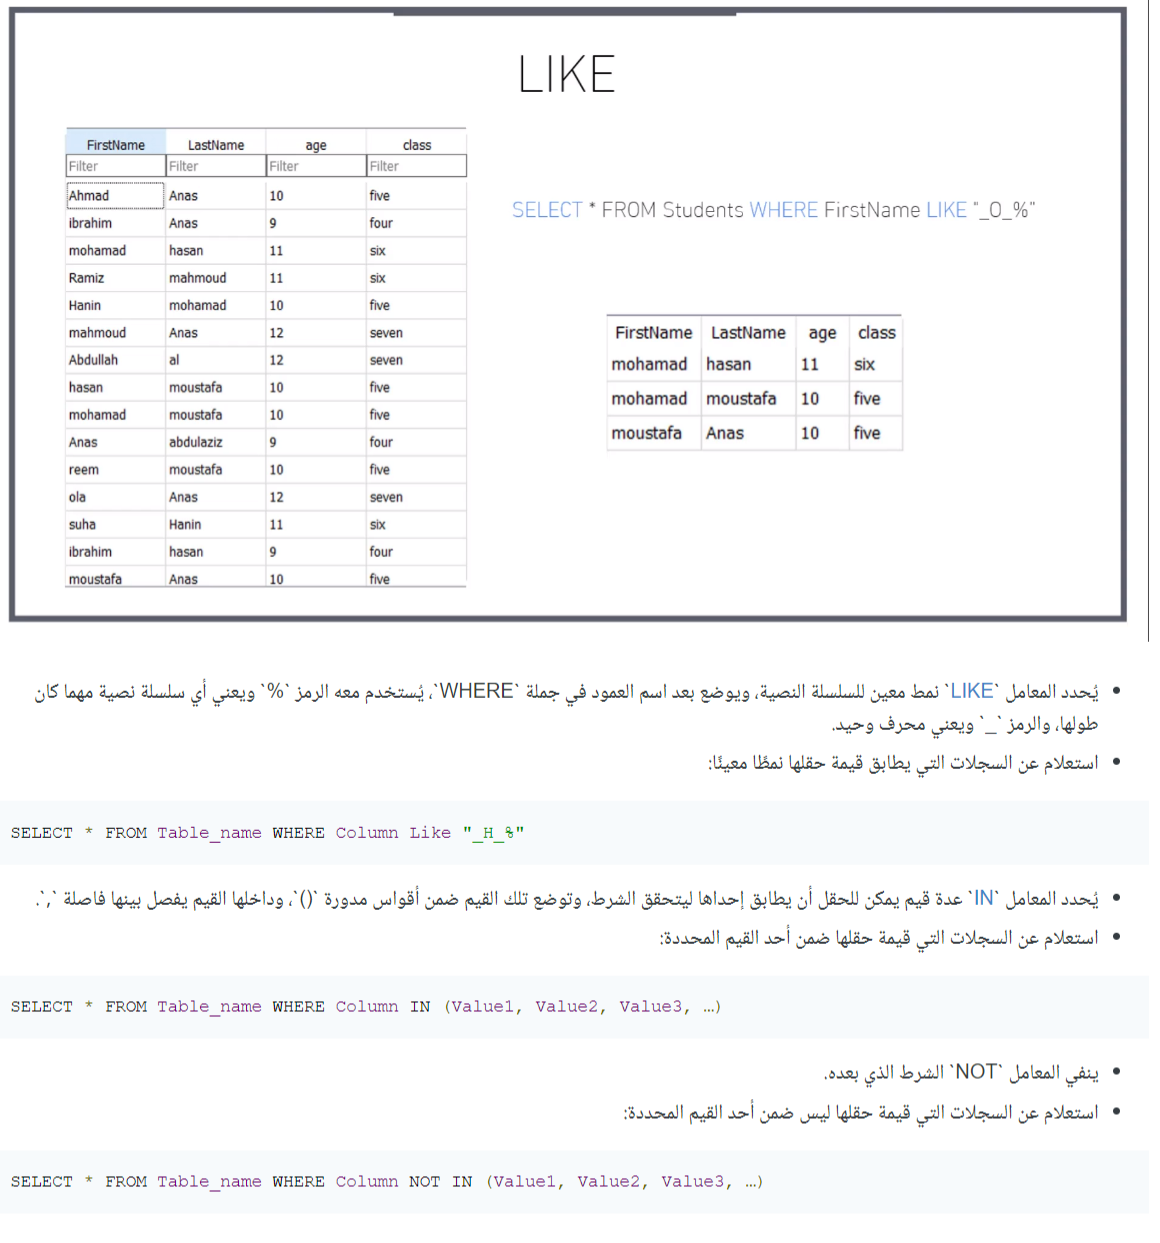 LIKE
FirstName LastName age class
Filter Filter Filter Filter
Ahmad Anas 10 five
ibrahim Anas 9 four
mohamad hasan 11 six
Ramiz mahmoud 11 six
Hanin mohamad 10 five
mahmoud Anas 12 seven
Abdullah al 12 seven
hasan moustafa 10 five
mohamad moustafa 10 five
Anas abdulaziz 9 four
reem moustafa 10 five
ola Anas 12 seven
suha Hanin 11 six
ibrahim hasan 9 four
moustafa Anas 10 five
SELECT * FROM Students WHERE FirstName LIKE "_O_%"
FirstName LastName age class
mohamad hasan 11 six
mohamad moustafa 10 five
moustafa Anas 10 five
• يُحدد المعامل `LIKE` نمط معين للسلسلة النصية، ويوضع بعد اسم العمود في جملة `WHERE`، يُستخدم معه الرمز `%` ويعني أي سلسلة نصية مهما كان
طولها، والرمز `_` ويعني محرف وحيد.
• استعلام عن السجلات التي يطابق قيمة حقلها نمطًا معينًا:
SELECT * FROM Table_name WHERE Column Like "_H_%"
• يُحدد المعامل `IN` عدة قيم يمكن للحقل أن يطابق إحداها ليتحقق الشرط، وتوضع تلك القيم ضمن أقواس مدورة `()`، وداخلها القيم يفصل بينها فاصلة `,`.
• استعلام عن السجلات التي قيمة حقلها ضمن أحد القيم المحددة:
SELECT * FROM Table_name WHERE Column IN (Value1, Value2, Value3, …)
• ينفي المعامل `NOT` الشرط الذي بعده.
• استعلام عن السجلات التي قيمة حقلها ليس ضمن أحد القيم المحددة:
SELECT * FROM Table_name WHERE Column NOT IN (Value1, Value2, Value3, …)